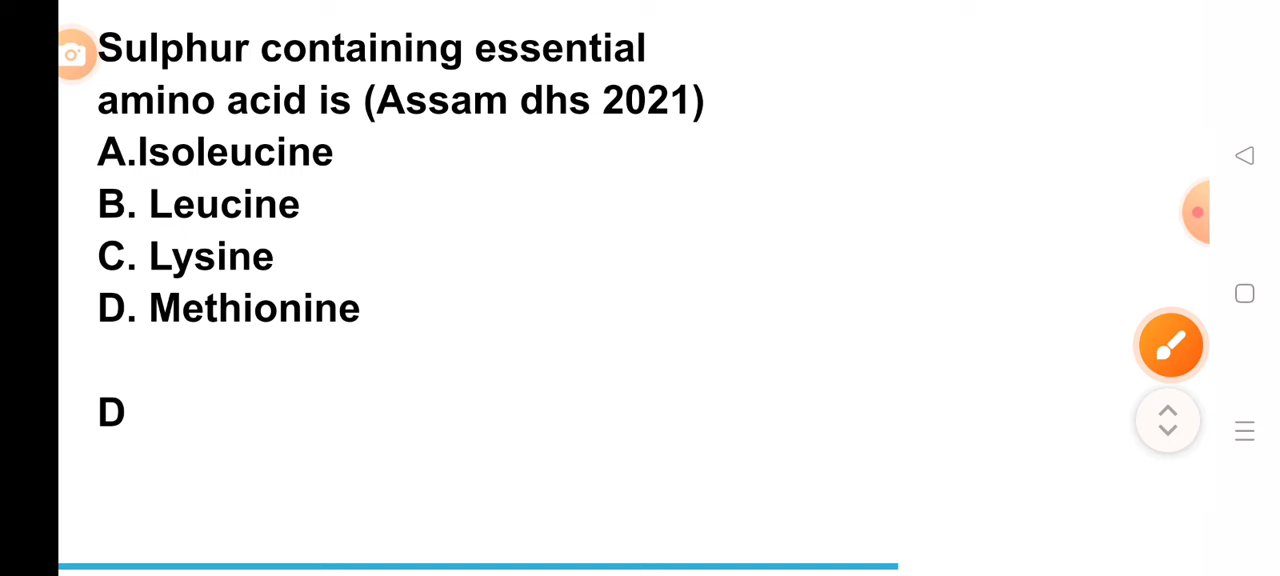 Sulphur containing essential
amino acid is (Assam dhs 2021)
A.Isoleucine
B. Leucine
C. Lysine
D. Methionine
D